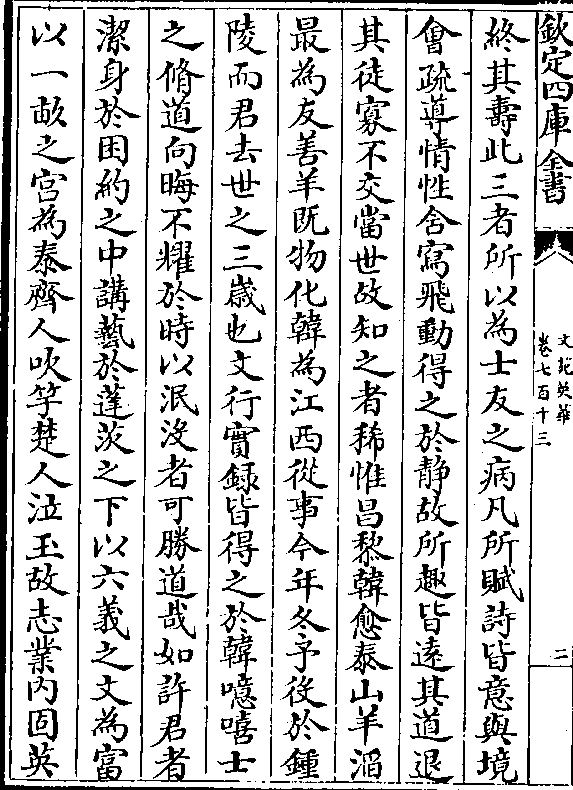 欽定四庫全書
文苑英華
卷七百十三
二
終其壽此三者所以為士友之病凡所賦詩皆意與境
會疏導情性含寫飛動得之於静故所趣皆遠其道退
其徒寡不交當世故知之者稀惟昌黎韓愈泰山羊滔
最為友善羊既物化韓為江西從事今年冬予後於鍾
陵而君去世之三嵗也文行實録皆得之於韓噫嘻士
之脩道向晦不耀於時以泯没者可勝道哉如許君者
潔身於困約之中講藝於蓬茨之下以六義之文為富
以一畝之宫為泰齊人吹竽楚人泣玉故志業内固英